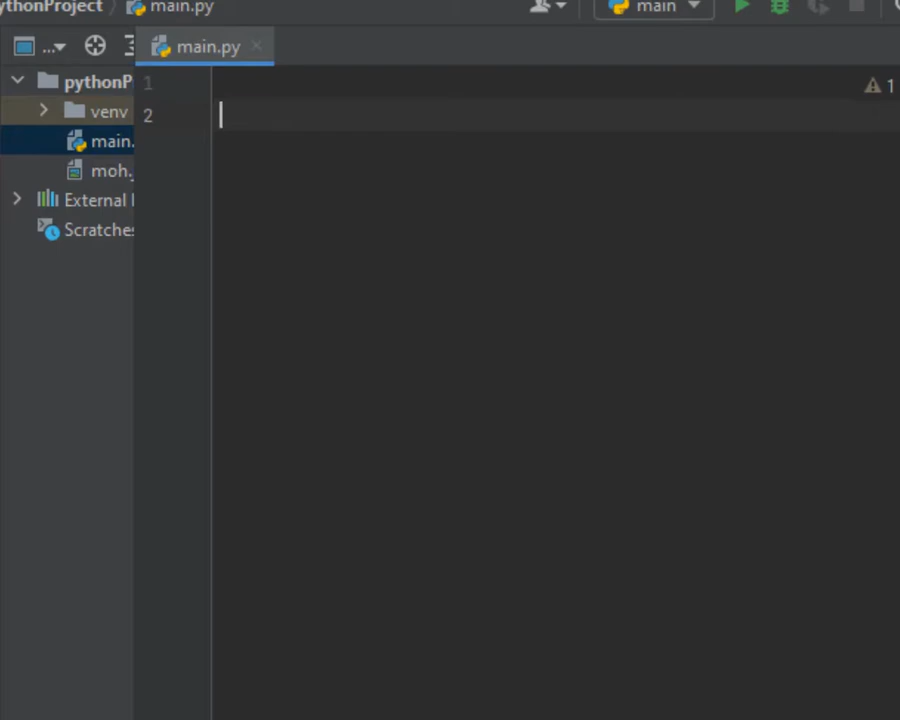 ythonProject main.py main
... main.py
pythonP 1 1
venv 2
main.
moh.
External
Scratches